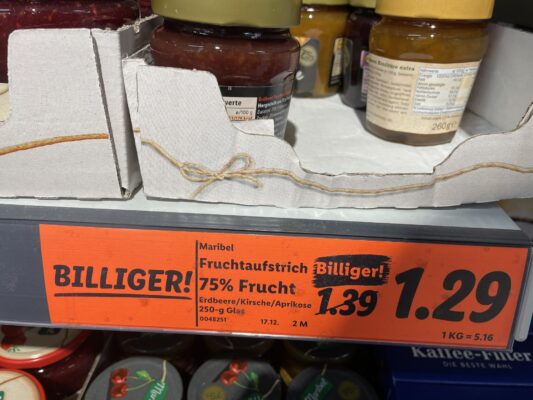 260g e
BILLIGER!
Maribel
Fruchtaufstrich
75% Frucht
Erdbeere/Kirsche/Aprikose
250-g Glas
0048251 17.12. 2 M
Billiger!
1.39
1.29
1 KG = 5.16
Kaffee-Filter
DIE BESTE WAHL